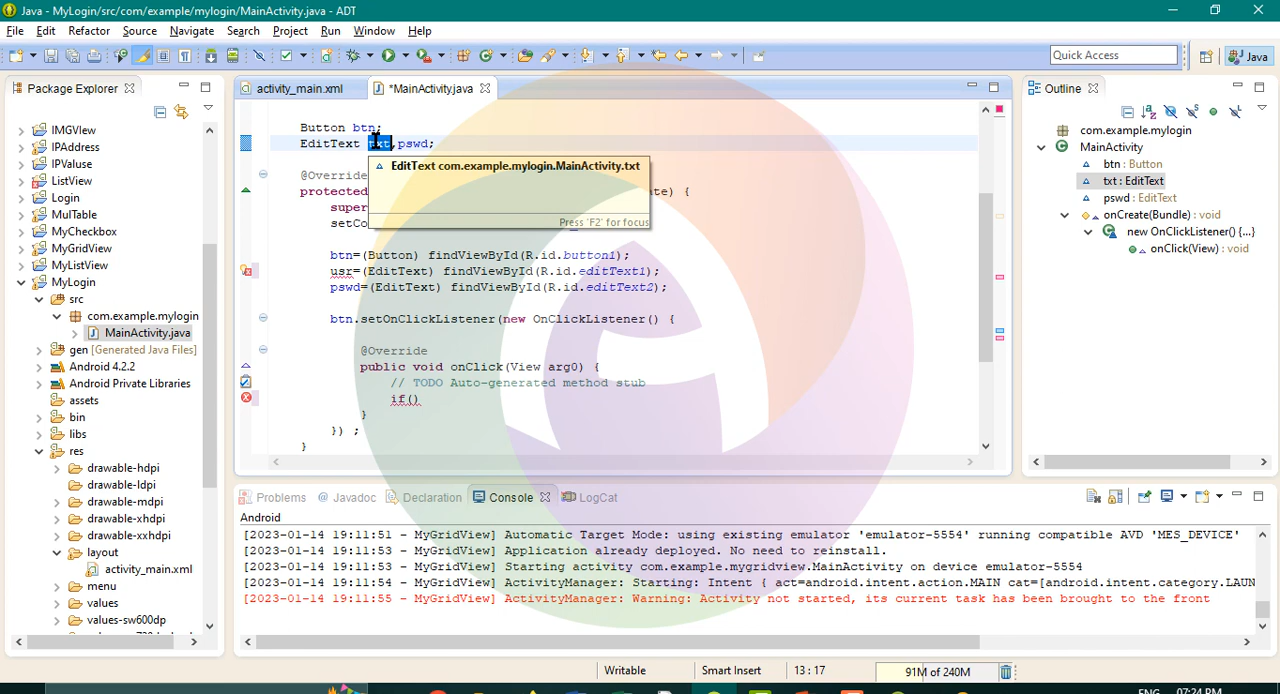 Java - MyLogin/src/com/example/mylogin/MainActivity.java - ADT
File Edit Refactor Source Navigate Search Project Run Window Help
Quick Access
Java
Package Explorer
IMGVIew
IPAddress
IPValue
ListView
Login
MulTable
MyCheckbox
MyGridView
MyListView
MyLogin
src
com.example.mylogin
MainActivity.java
gen [Generated Java Files]
Android 4.2.2
Android Private Libraries
assets
bin
libs
res
drawable-hdpi
drawable-ldpi
drawable-mdpi
drawable-xhdpi
drawable-xxhdpi
layout
activity_main.xml
menu
values
values-sw600dp
activity_main.xml
*MainActivity.java
Button btn;
EditText txt,pswd;
EditText com.example.mylogin.MainActivity.txt
Press 'F2' for focus
@Override
protected ate) {
super
setCo
btn=(Button) findViewById(R.id.button1);
usr=(EditText) findViewById(R.id.editText1);
pswd=(EditText) findViewById(R.id.editText2);
btn.setOnClickListener(new OnClickListener() {
@Override
public void onClick(View arg0) {
// TODO Auto-generated method stub
if()
}
}) ;
}
Outline
com.example.mylogin
MainActivity
btn : Button
txt : EditText
pswd : EditText
onCreate(Bundle) : void
new OnClickListener() {...}
onClick(View) : void
Problems @ Javadoc Declaration Console LogCat
Android
[2023-01-14 19:11:51 - MyGridView] Automatic Target Mode: using existing emulator 'emulator-5554' running compatible AVD 'MES_DEVICE'
[2023-01-14 19:11:53 - MyGridView] Application already deployed. No need to reinstall.
[2023-01-14 19:11:53 - MyGridView] Starting activity com.example.mygridview.MainActivity on device emulator-5554
[2023-01-14 19:11:54 - MyGridView] ActivityManager: Starting: Intent { act=android.intent.action.MAIN cat=[android.intent.category.LAUN
[2023-01-14 19:11:55 - MyGridView] ActivityManager: Warning: Activity not started, its current task has been brought to the front
Writable
Smart Insert
13 : 17
91M of 240M
ENG 07:24 PM